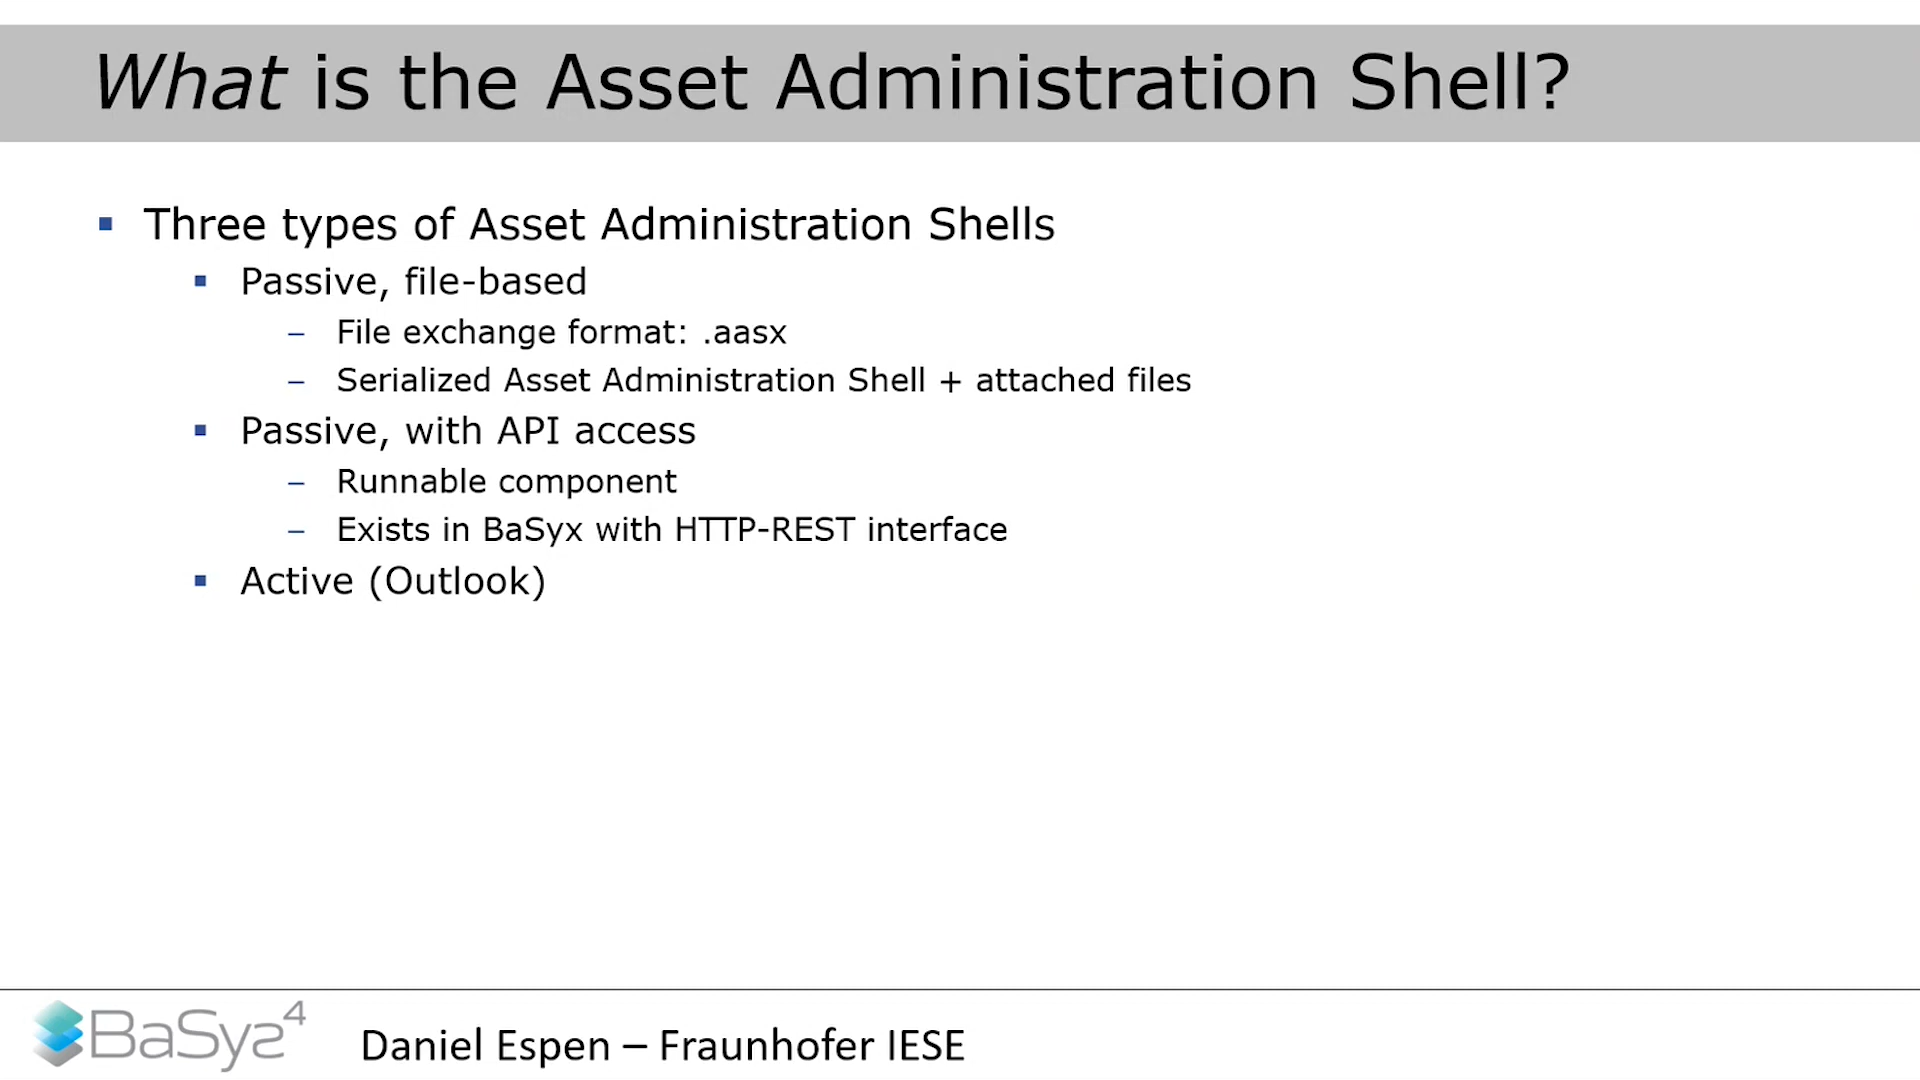 What is the Asset Administration Shell?
Three types of Asset Administration Shells
Passive, file-based
File exchange format: .aasx
Serialized Asset Administration Shell + attached files
Passive, with API access
Runnable component
Exists in BaSyx with HTTP-REST interface
Active (Outlook)
BaSys4
Daniel Espen – Fraunhofer IESE